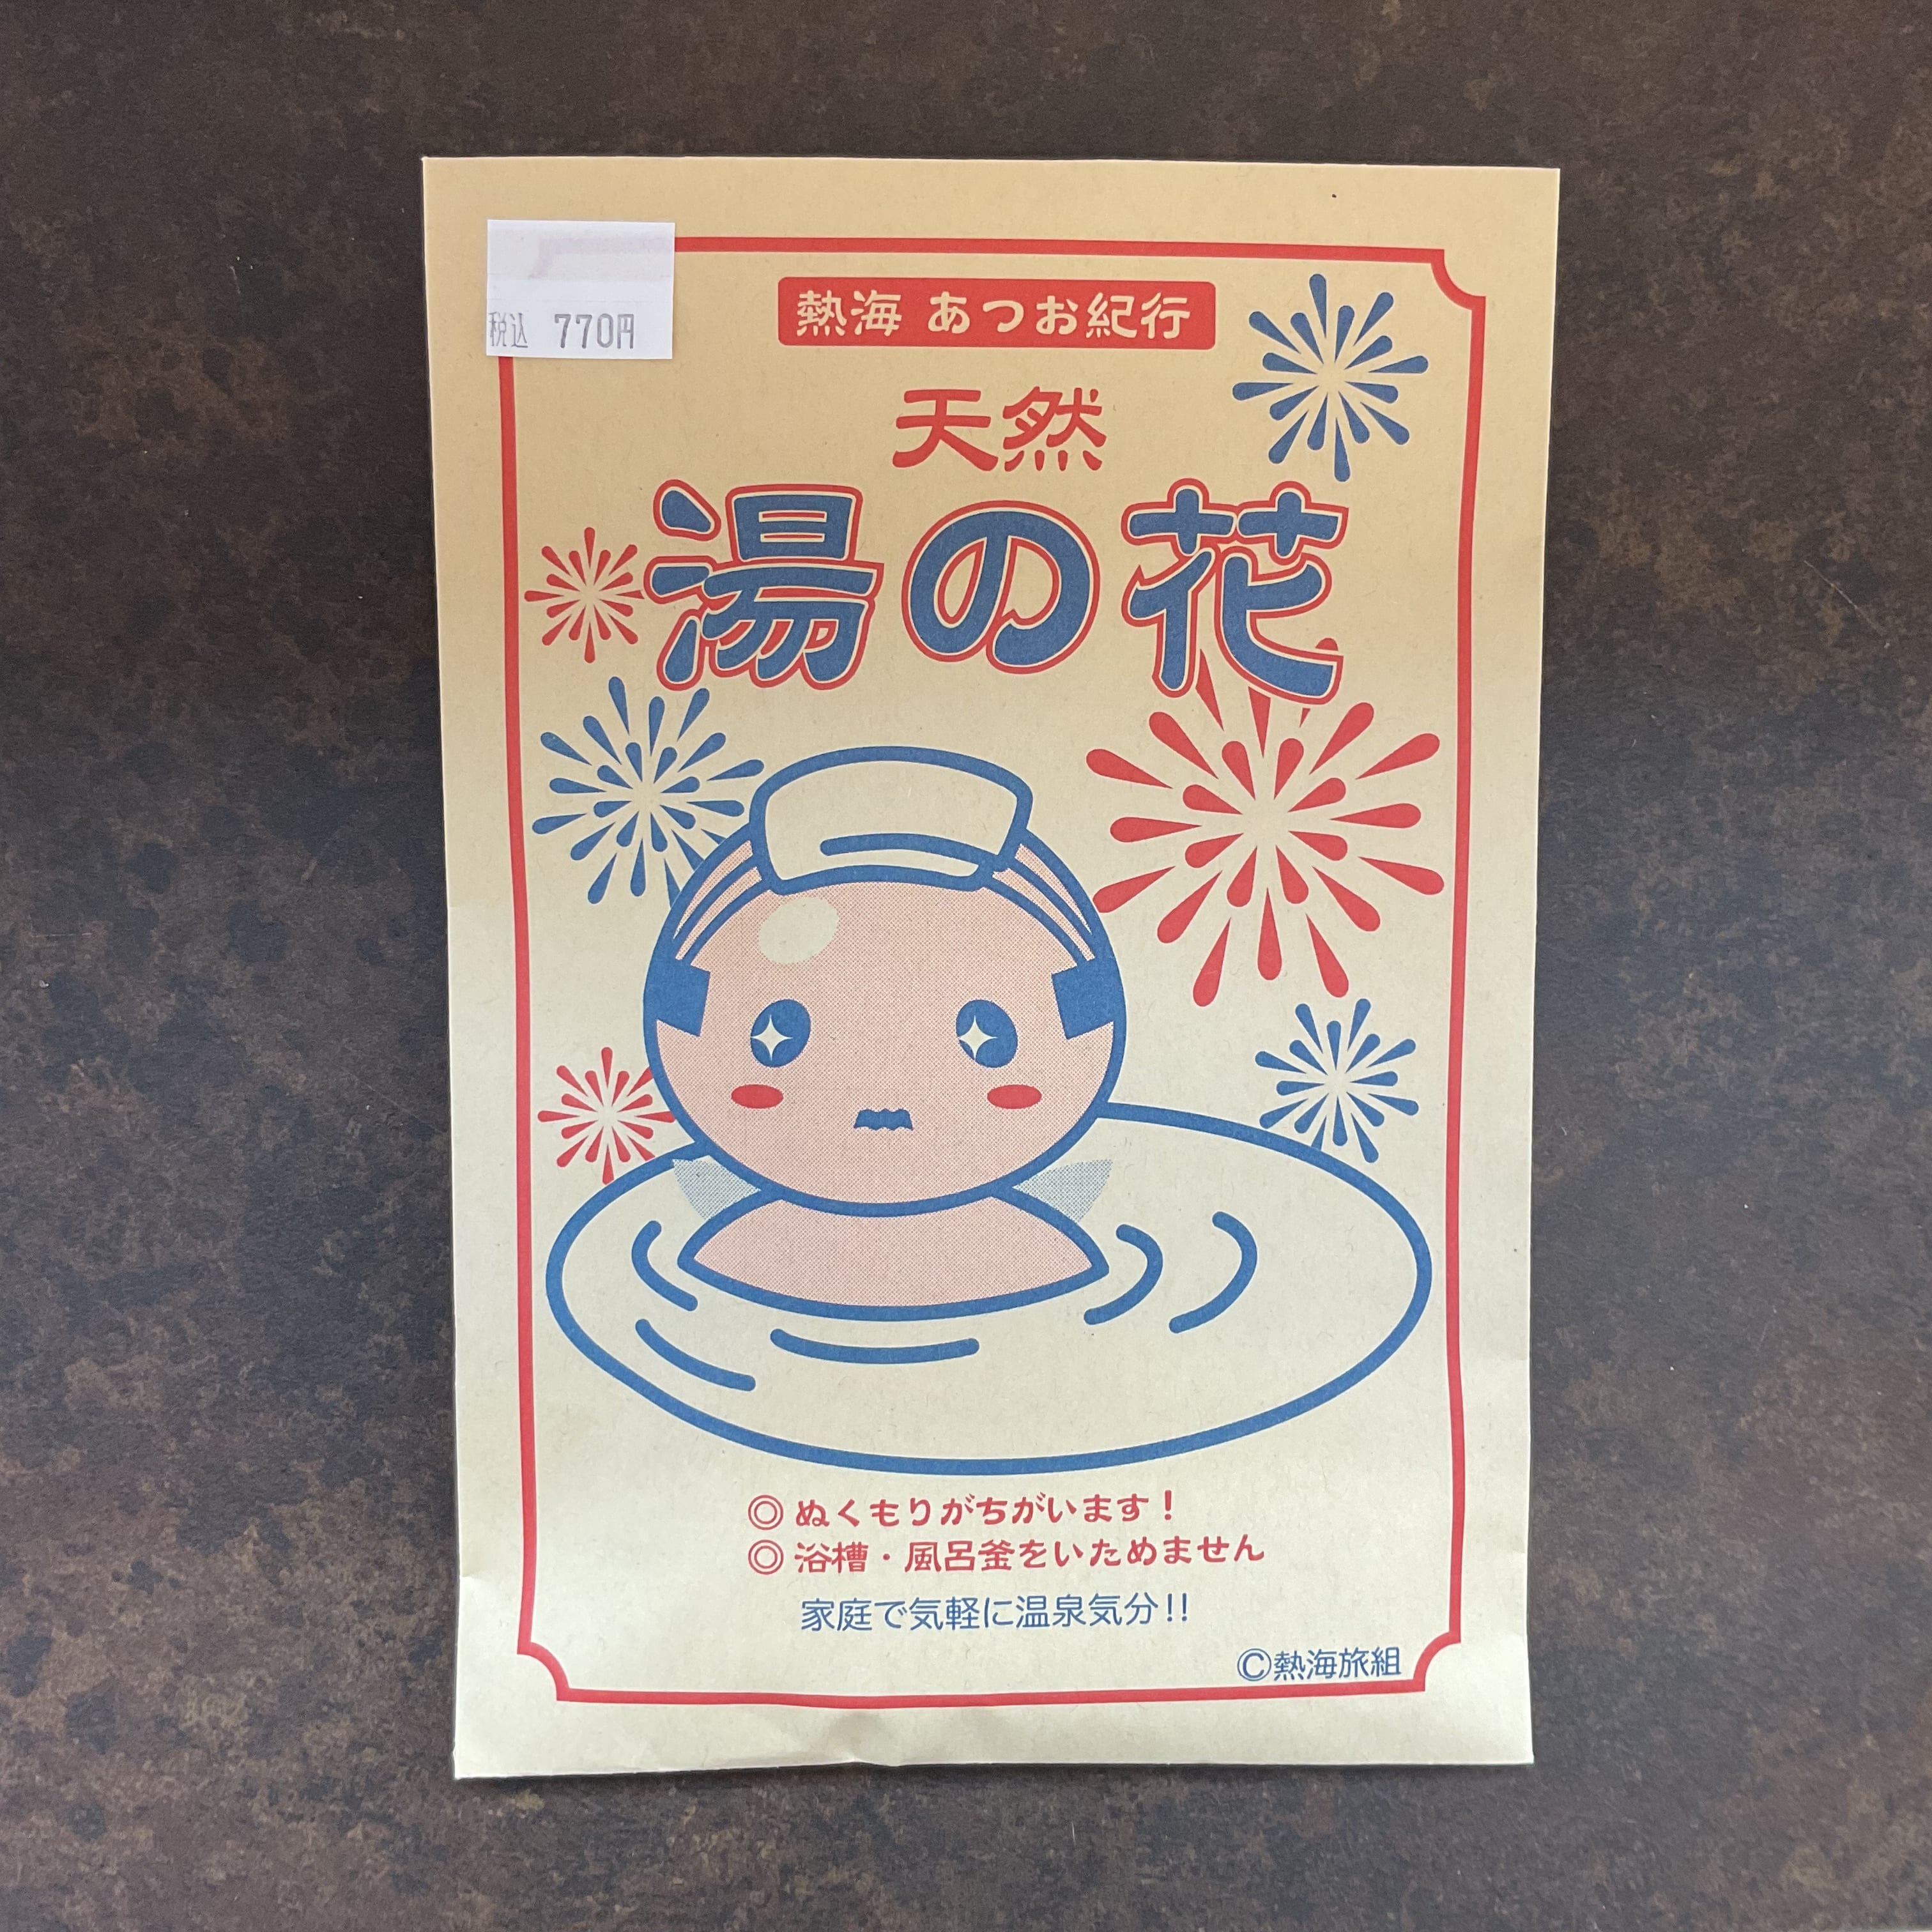 税込 770円
熱海 あつお紀行
天然
湯の花
◎ ぬくもりがちがいます！
◎ 浴槽・風呂釜をいためません
家庭で気軽に温泉気分!!
©熱海旅組